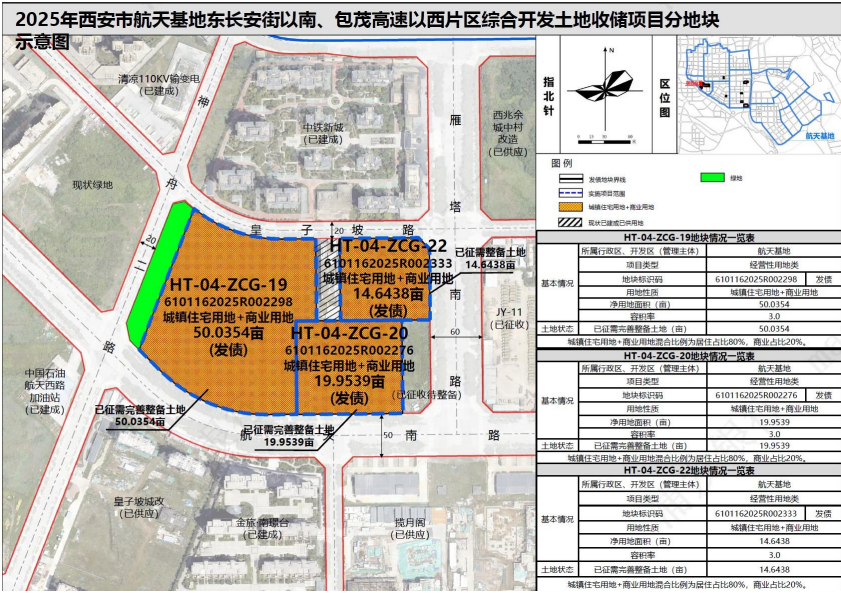 2025年西安市航天基地东长安街以南、包茂高速以西片区综合开发土地收储项目分地块
示意图
清凉110KV输变电
(已建成)
神
舟
二
路
中铁新城
(已建成)
雁
塔
南
路
西兆余
城中村
改造
(已供应)
现状绿地
皇 子 坡 路
20
20
HT-04-ZCG-22
6101162025R002333
城镇住宅用地+商业用地
14.6438亩
(发债)
已征需整备土地
14.6438亩
HT-04-ZCG-19
6101162025R002298
城镇住宅用地+商业用地
50.0354亩
(发债)
HT-04-ZCG-20
6101162025R002276
城镇住宅用地+商业用地
19.9539亩
(发债)
(已征收待整备)
JY-11
(已征收)
60
中国石油
航天西路
加油站
(已建成)
已征需完善整备土地
50.0354亩
已征需完善整备土地
19.9539亩
航 南 路
50
皇子坡城改
(已供应)
金旅·南璟台
(已供应)
揽月阁
(已供应)
指北针
N
区位图
航天基地
图 例
发债地块界线
实施项目范围
城镇住宅用地+商业用地
现状已建成已供用地
绿地
HT-04-ZCG-19地块情况一览表
基本情况
所属行政区、开发区（管理主体） 航天基地
项目类型 经营性用地类
地块标识码 6101162025R002298 发债
用地性质 城镇住宅用地+商业用地
净用地面积（亩） 50.0354
容积率 3.0
土地状态 已征需完善整备土地（亩） 50.0354
城镇住宅用地+商业用地混合比例为居住占比80%，商业占比20%。
HT-04-ZCG-20地块情况一览表
基本情况
所属行政区、开发区（管理主体） 航天基地
项目类型 经营性用地类
地块标识码 6101162025R002276 发债
用地性质 城镇住宅用地+商业用地
净用地面积（亩） 19.9539
容积率 3.0
土地状态 已征需完善整备土地（亩） 19.9539
城镇住宅用地+商业用地混合比例为居住占比80%，商业占比20%。
HT-04-ZCG-22地块情况一览表
基本情况
所属行政区、开发区（管理主体） 航天基地
项目类型 经营性用地类
地块标识码 6101162025R002333 发债
用地性质 城镇住宅用地+商业用地
净用地面积（亩） 14.6438
容积率 3.0
土地状态 已征需完善整备土地（亩） 14.6438
城镇住宅用地+商业用地混合比例为居住占比80%，商业占比20%。